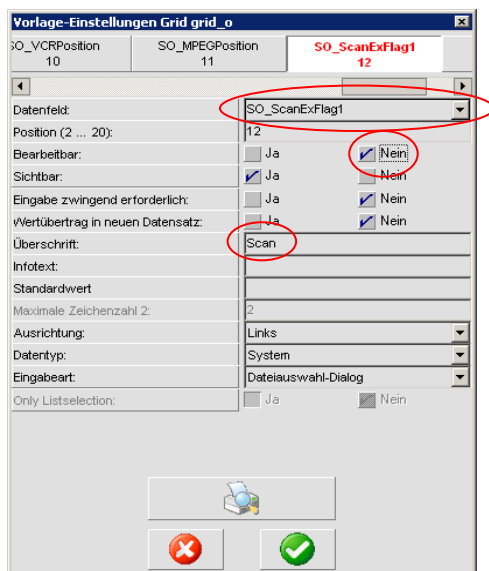 Vorlage-Einstellungen Grid grid_o
SO_VCRPosition SO_MPEGPosition SO_ScanExFlag1
10 11 12
Datenfeld: SO_ScanExFlag1
Position (2 ... 20): 12
Bearbeitbar: Ja Nein
Sichtbar: Ja Nein
Eingabe zwingend erforderlich: Ja Nein
Wertübertrag in neuen Datensatz: Ja Nein
Überschrift: Scan
Infotext:
Standardwert
Maximale Zeichenzahl 2: 2
Ausrichtung: Links
Datentyp: System
Eingabeart: Dateiauswahl-Dialog
Only Listselection: Ja Nein